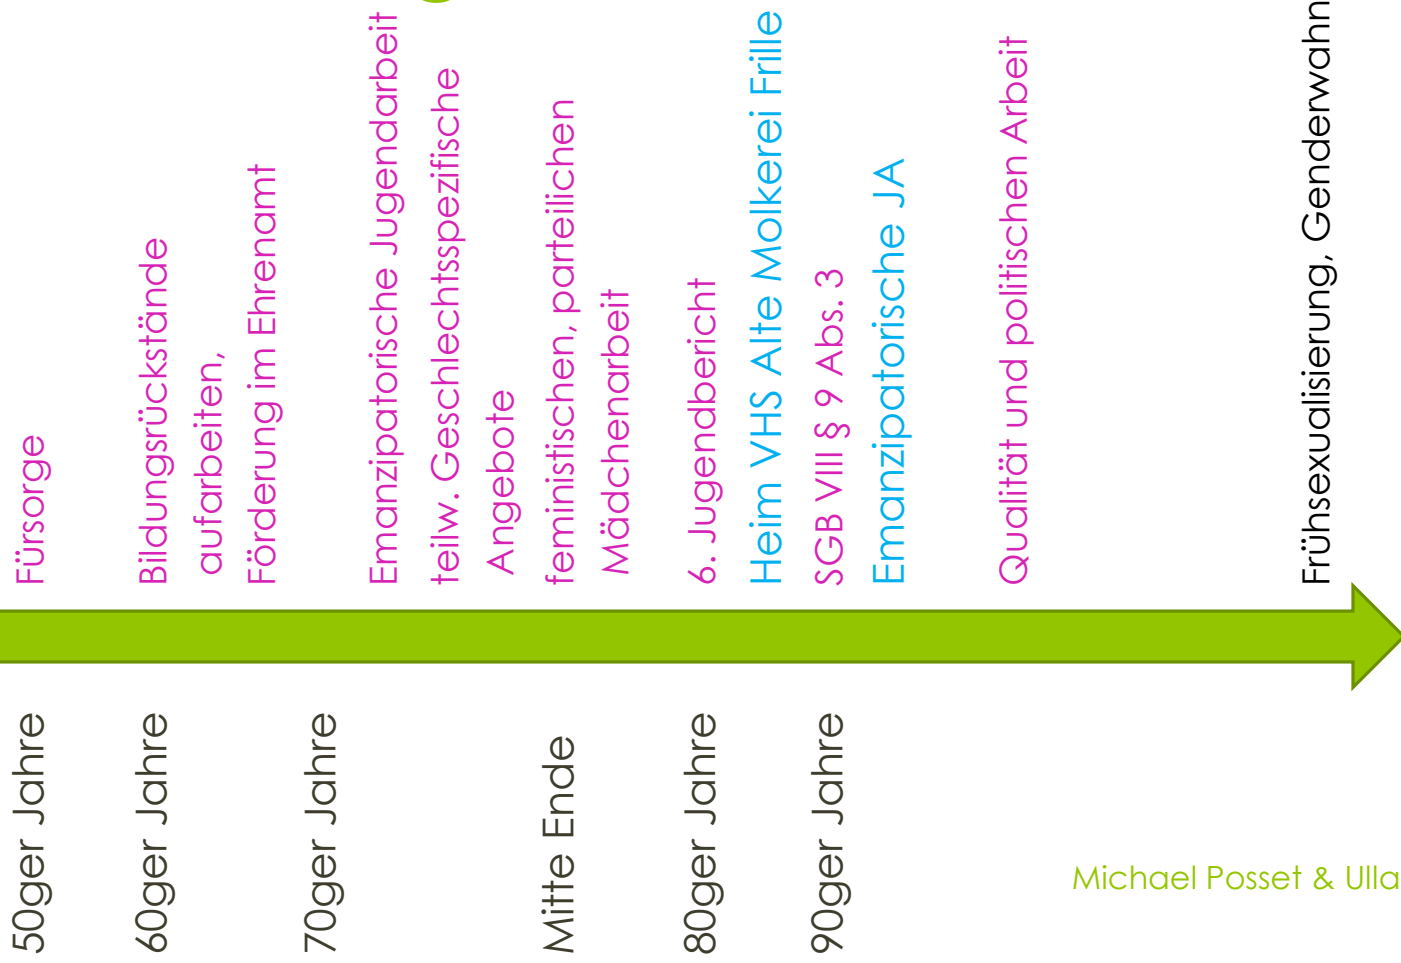 Fürsorge
Bildungsrückstände
aufarbeiten,
Förderung im Ehrenamt
Emanzipatorische Jugendarbeit
teilw. Geschlechtsspezifische
Angebote
feministischen, parteilichen
Mädchenarbeit
6. Jugendbericht
Heim VHS Alte Molkerei Frille
SGB VIII § 9 Abs. 3
Emanzipatorische JA
Qualität und politischen Arbeit
Frühsexualisierung, Genderwahn
50ger Jahre
60ger Jahre
70ger Jahre
Mitte Ende
80ger Jahre
90ger Jahre
Michael Posset & Ulla